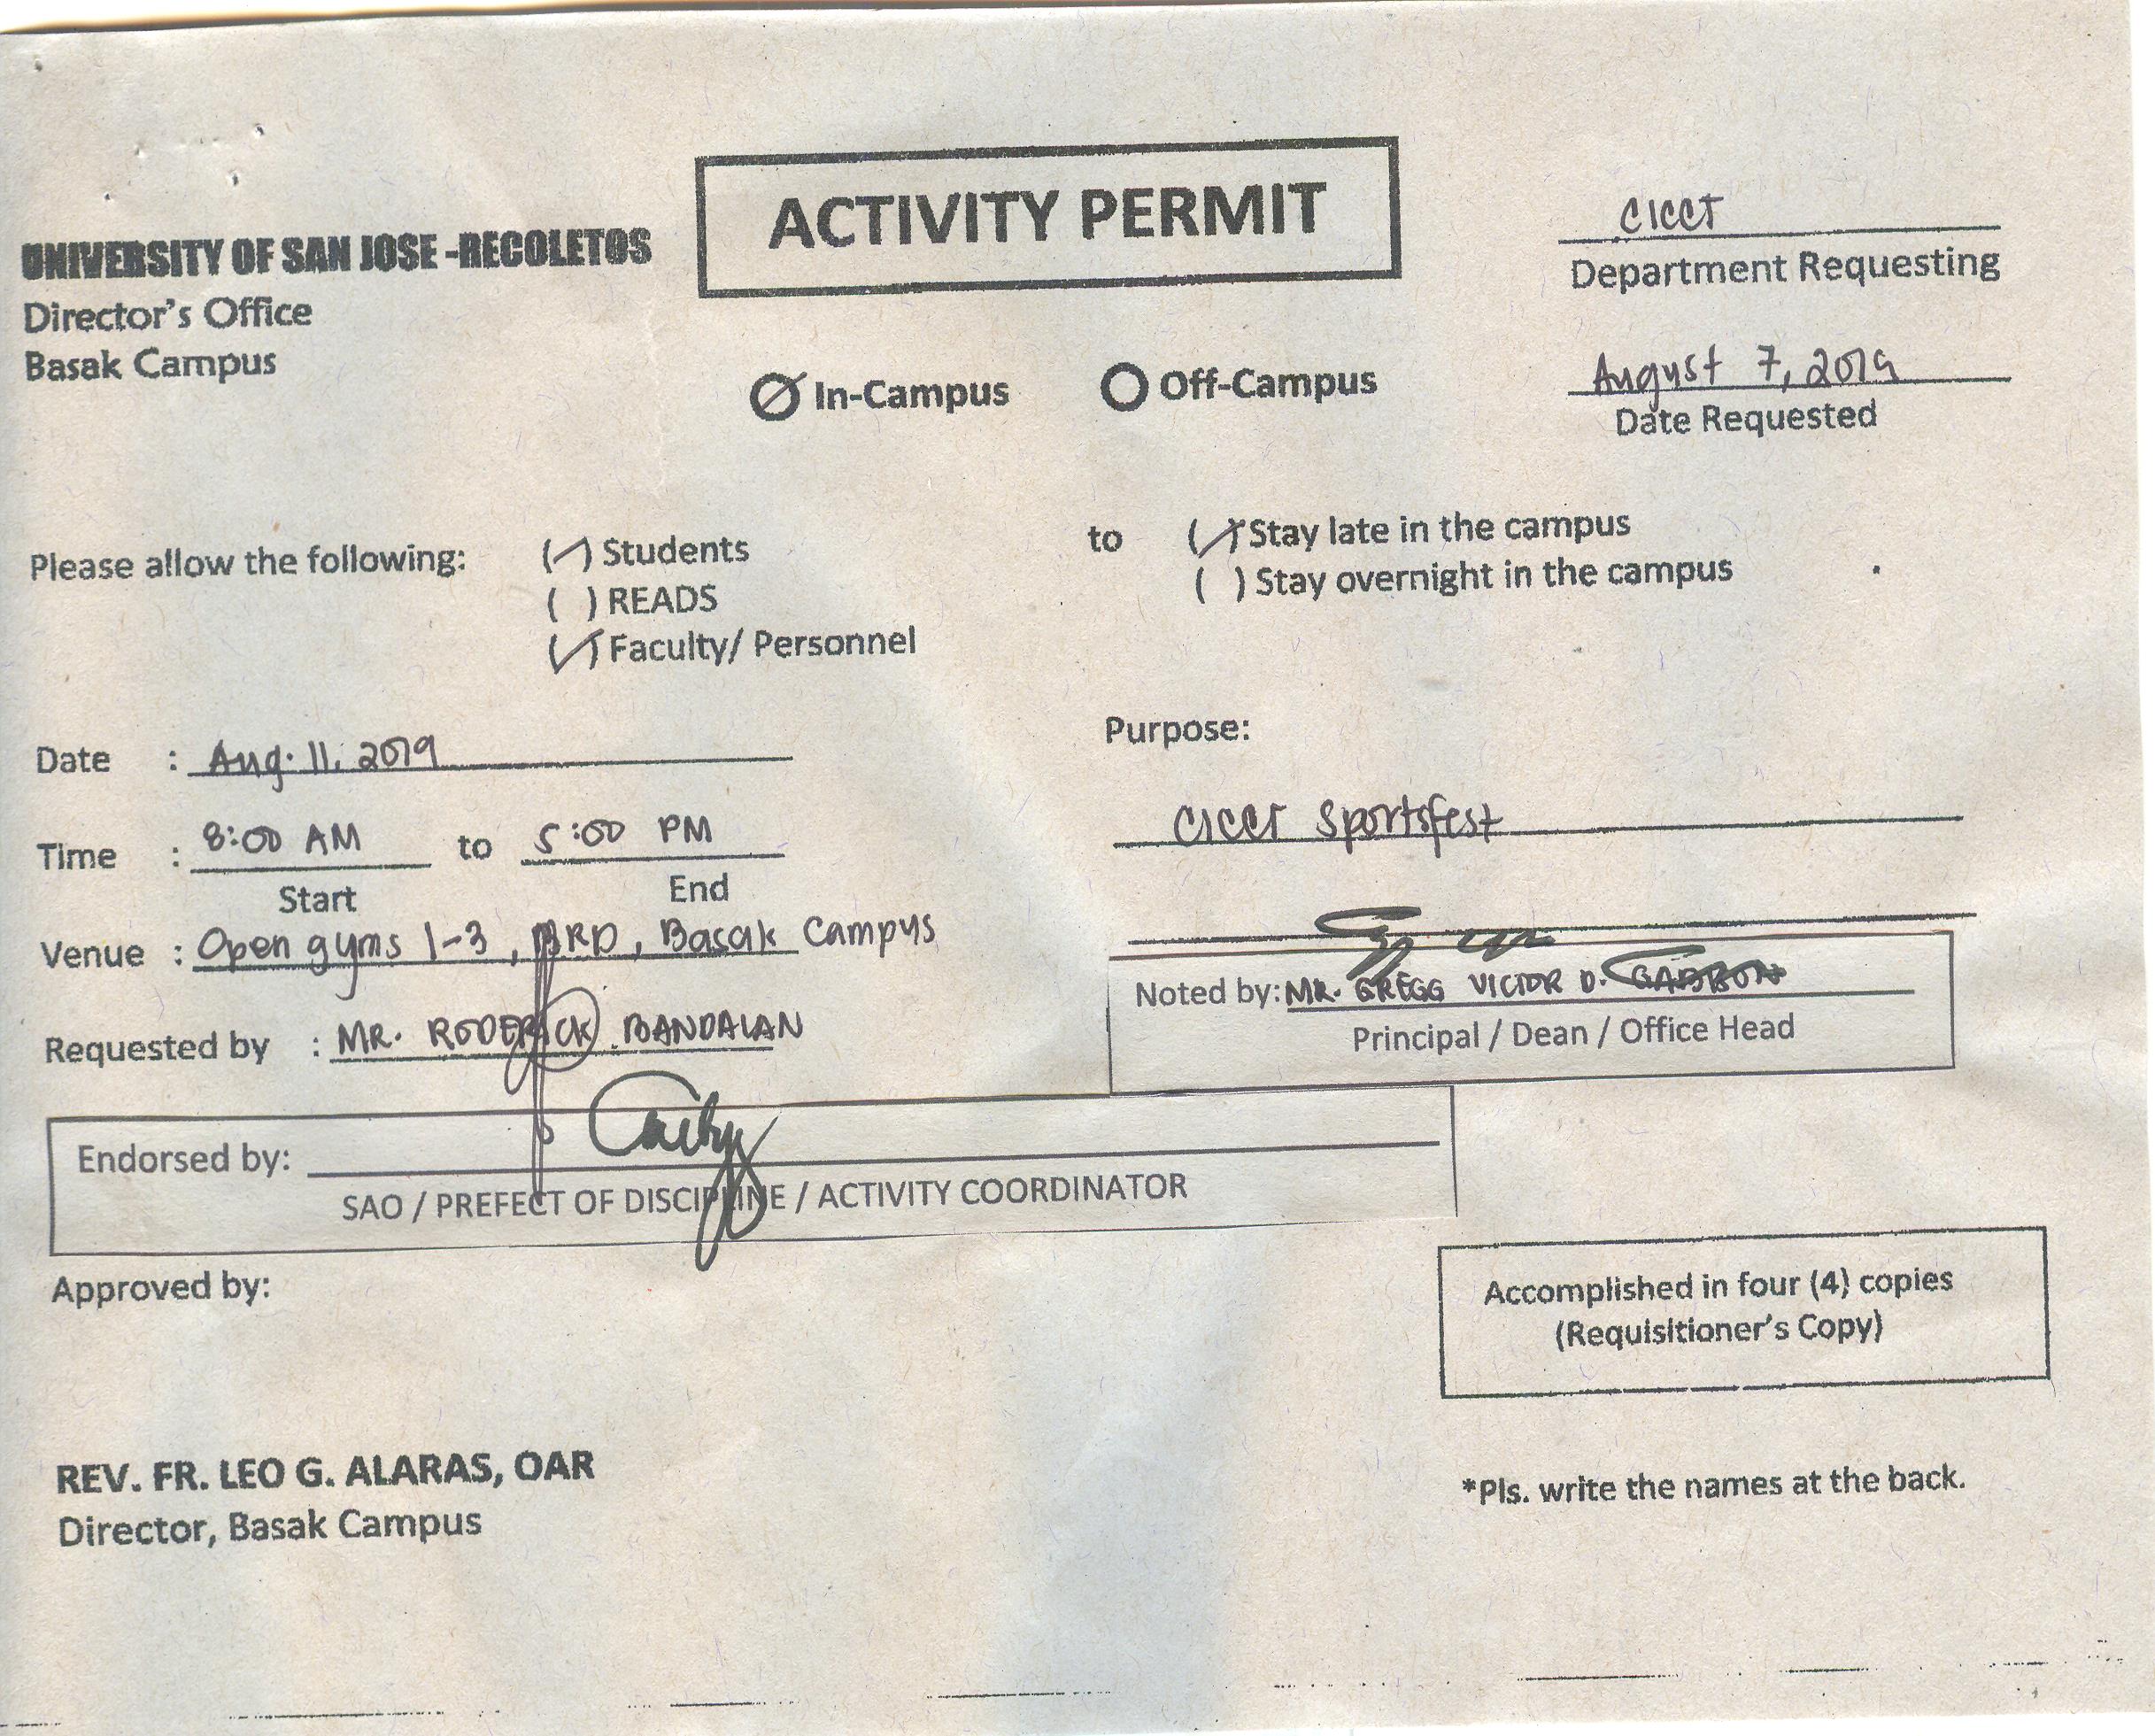 ACTIVITY PERMIT
UNIVERSITY OF SAN JOSE -RECOLETOS
Director's Office
Basak Campus
CICCT
Department Requesting
August 7, 2019
Date Requested
In-Campus
Off-Campus
Please allow the following:
(✓) Students
( ) READS
(✓) Faculty/ Personnel
to
(✓) Stay late in the campus
( ) Stay overnight in the campus
Date : Aug. 11, 2019
Time : 8:00 AM to 5:00 PM
Start End
Venue : Open gyms 1-3, BRD, Basak Campus
Requested by : MR. RODERICK BANDALAN
Purpose:
CICCT Sportsfest
Noted by: MR. GREGG VICTOR D. GABISON
Principal / Dean / Office Head
Endorsed by:
SAO / PREFECT OF DISCIPLINE / ACTIVITY COORDINATOR
Approved by:
Accomplished in four (4) copies
(Requisitioner's Copy)
REV. FR. LEO G. ALARAS, OAR
Director, Basak Campus
*Pls. write the names at the back.